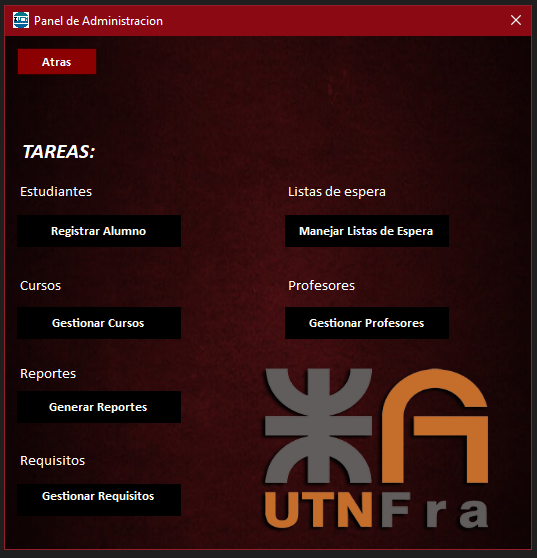 Panel de Administracion
Atras
TAREAS:
Estudiantes
Listas de espera
Registrar Alumno
Manejar Listas de Espera
Cursos
Profesores
Gestionar Cursos
Gestionar Profesores
Reportes
Generar Reportes
Requisitos
Gestionar Requisitos
UTNFra